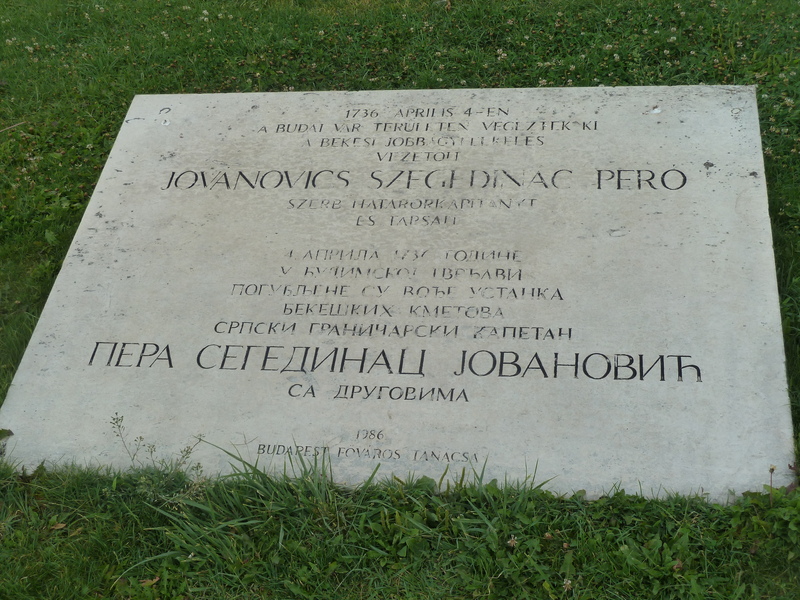 1736 APRILIS 4-EN
A BUDAI VÁR TERÜLETÉN VÉGEZTÉK KI
A BÉKÉSI JOBBÁGYFELKELÉS
VEZETŐIT
JOVANOVICS SZEGEDINAC PERO
SZERB HATÁRŐRKAPITÁNYT
ÉS TÁRSAIT
4. АПРИЛА 1736. ГОДИНЕ
У БУДИМСКОЈ ТВРЂАВИ
ПОГУБЉЕНЕ СУ ВОЂЕ УСТАНКА
БЕКЕШКИХ КМЕТОВА
СРПСКИ ГРАНИЧАРСКИ КАПЕТАН
ПЕРА СЕГЕДИНАЦ ЈОВАНОВИЋ
СА ДРУГОВИМА
1986
BUDAPEST FŐVÁROS TANÁCSA